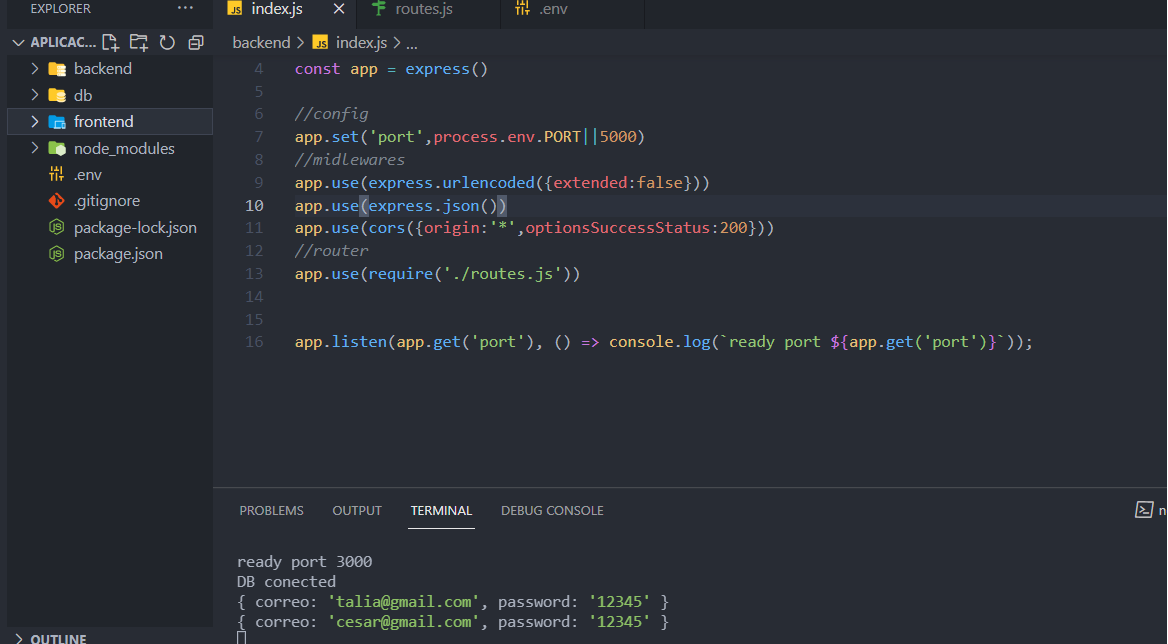 EXPLORER
index.js
routes.js
.env
APLICAC...
backend > index.js > ...
backend
db
frontend
node_modules
.env
.gitignore
package-lock.json
package.json
4 const app = express()
5
6 //config
7 app.set('port',process.env.PORT||5000)
8 //midlewares
9 app.use(express.urlencoded({extended:false}))
10 app.use(express.json())
11 app.use(cors({origin:'*',optionsSuccessStatus:200}))
12 //router
13 app.use(require('./routes.js'))
14
15
16 app.listen(app.get('port'), () => console.log(`ready port ${app.get('port')}`));
PROBLEMS OUTPUT TERMINAL DEBUG CONSOLE
n
ready port 3000
DB conected
{ correo: 'talia@gmail.com', password: '12345' }
{ correo: 'cesar@gmail.com', password: '12345' }
OUTLINE